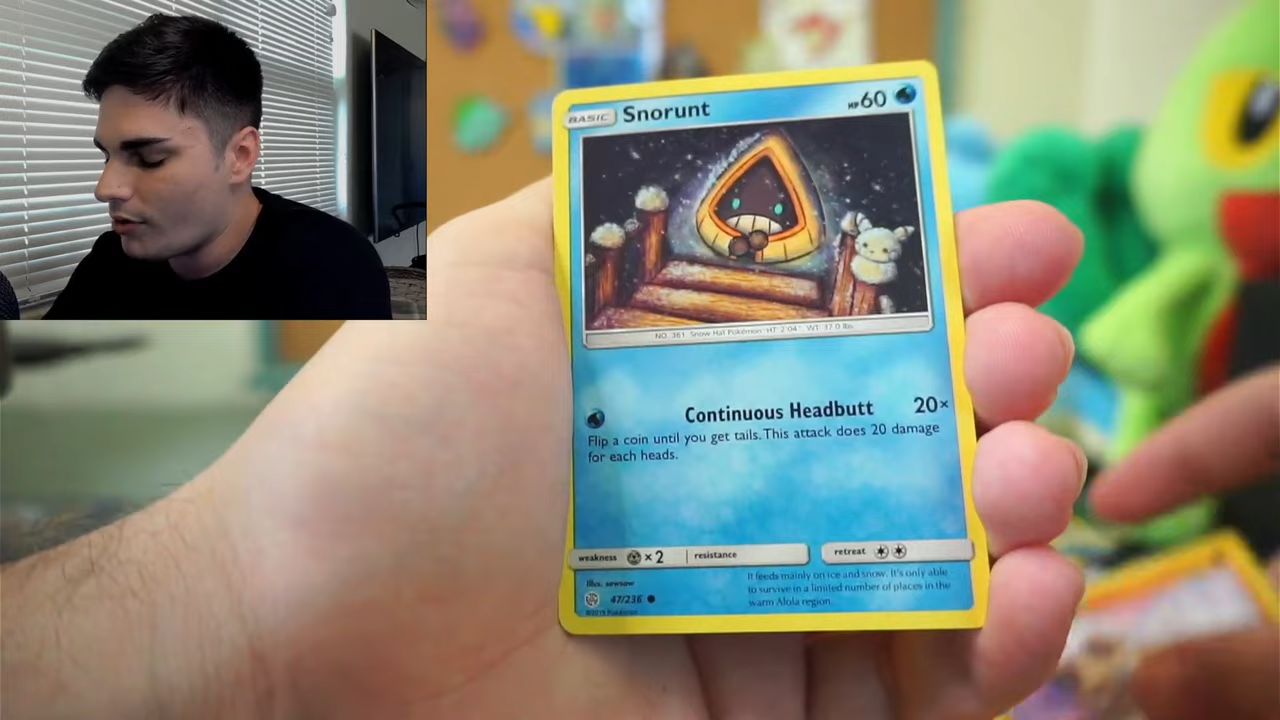 BASIC Snorunt HP60
NO. 361 Snow Hat Pokémon HT: 2'04" WT: 37.0 lbs.
Continuous Headbutt 20×
Flip a coin until you get tails. This attack does 20 damage
for each heads.
weakness ×2 resistance retreat
Illus. sowsow
47/236
©2019 Pokémon
It feeds mainly on ice and snow. It's only able
to survive in a limited number of places in the
warm Alola region.